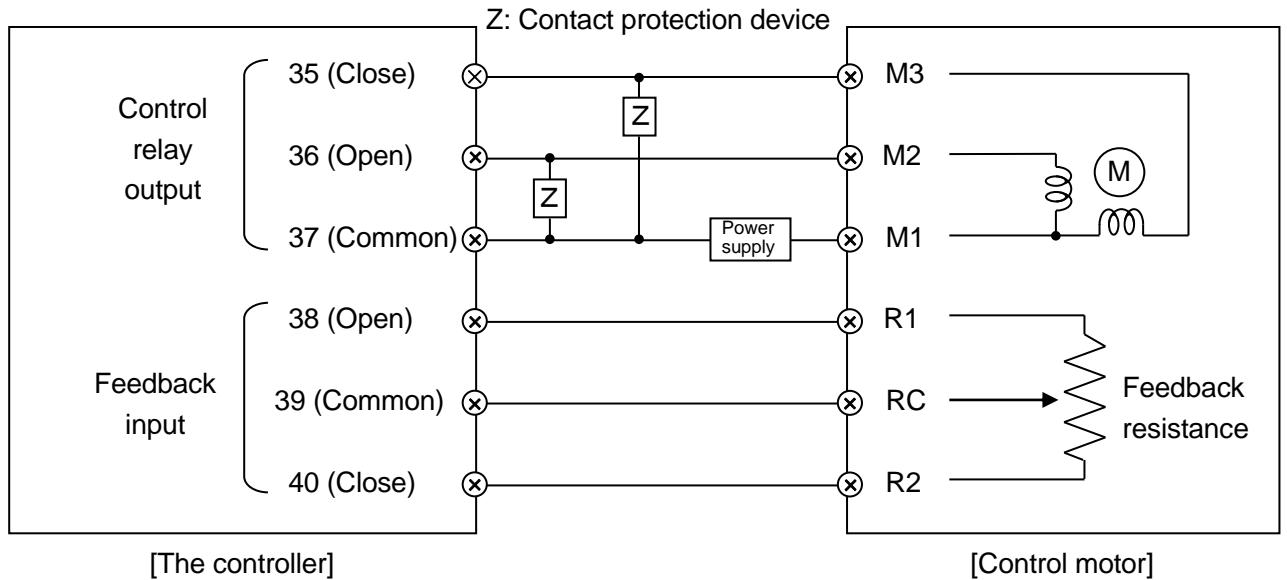 Z: Contact protection device
Control
relay
output
35 (Close)
36 (Open)
37 (Common)
Z
Z
Power
supply
M3
M2
M1
M
Feedback
input
38 (Open)
39 (Common)
40 (Close)
R1
RC
R2
Feedback
resistance
[The controller]
[Control motor]